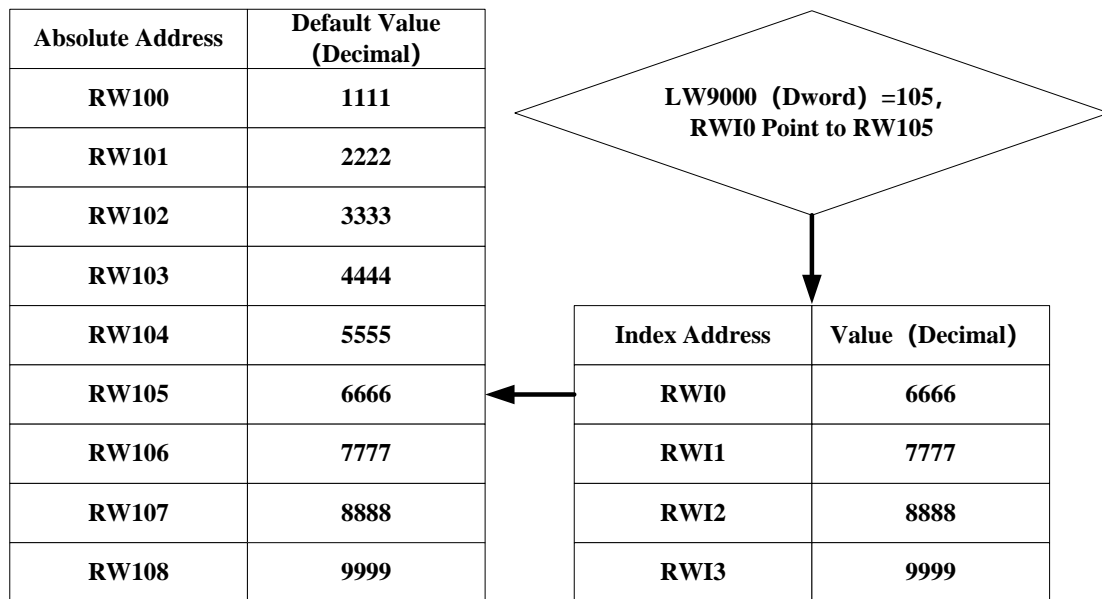 Absolute Address
Default Value
（Decimal）
RW100
1111
RW101
2222
RW102
3333
RW103
4444
RW104
5555
RW105
6666
RW106
7777
RW107
8888
RW108
9999
LW9000（Dword）=105，
RWI0 Point to RW105
Index Address
Value（Decimal）
RWI0
6666
RWI1
7777
RWI2
8888
RWI3
9999